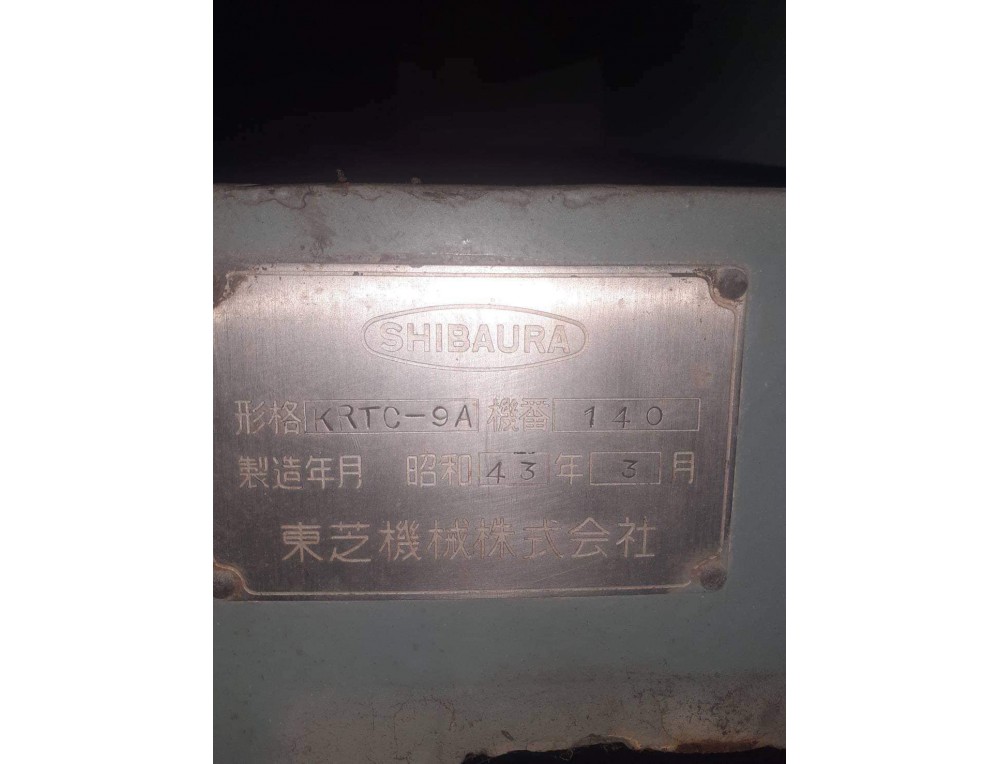 SHIBAURA
形格 KRTC-9A 機番 140
製造年月 昭和 43 年 3 月
東芝機械株式会社